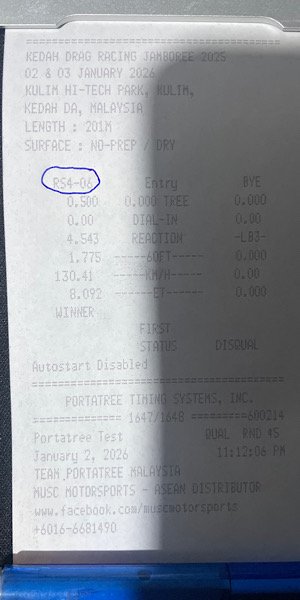 KEDAH DRAG RACING JAMBOREE 2025
02 & 03 JANUARY 2026
KULIM HI-TECH PARK, KULIM,
KEDAH DA, MALAYSIA
LENGTH : 201M
SURFACE : NO-PREP / DRY
RS4-06 Entry BYE
0.500 0.000 TREE 0.000
0.00 DIAL-IN 0.00
4.543 REACTION -LB3-
1.775 -----60FT----- 0.000
130.41 -----KM/H----- 0.00
8.092 ------ET------ 0.000
WINNER
FIRST
STATUS DISQUAL
Autostart Disabled
PORTATREE TIMING SYSTEMS, INC.
============== 1647/1648 =========600214
Portatree Test QUAL RND 4S
January 2, 2026 11:12:06 PM
TEAM PORTATREE MALAYSIA
MUSC MOTORSPORTS - ASEAN DISTRIBUTOR
www.facebook.com/muscmotorsports
+6016-6681490